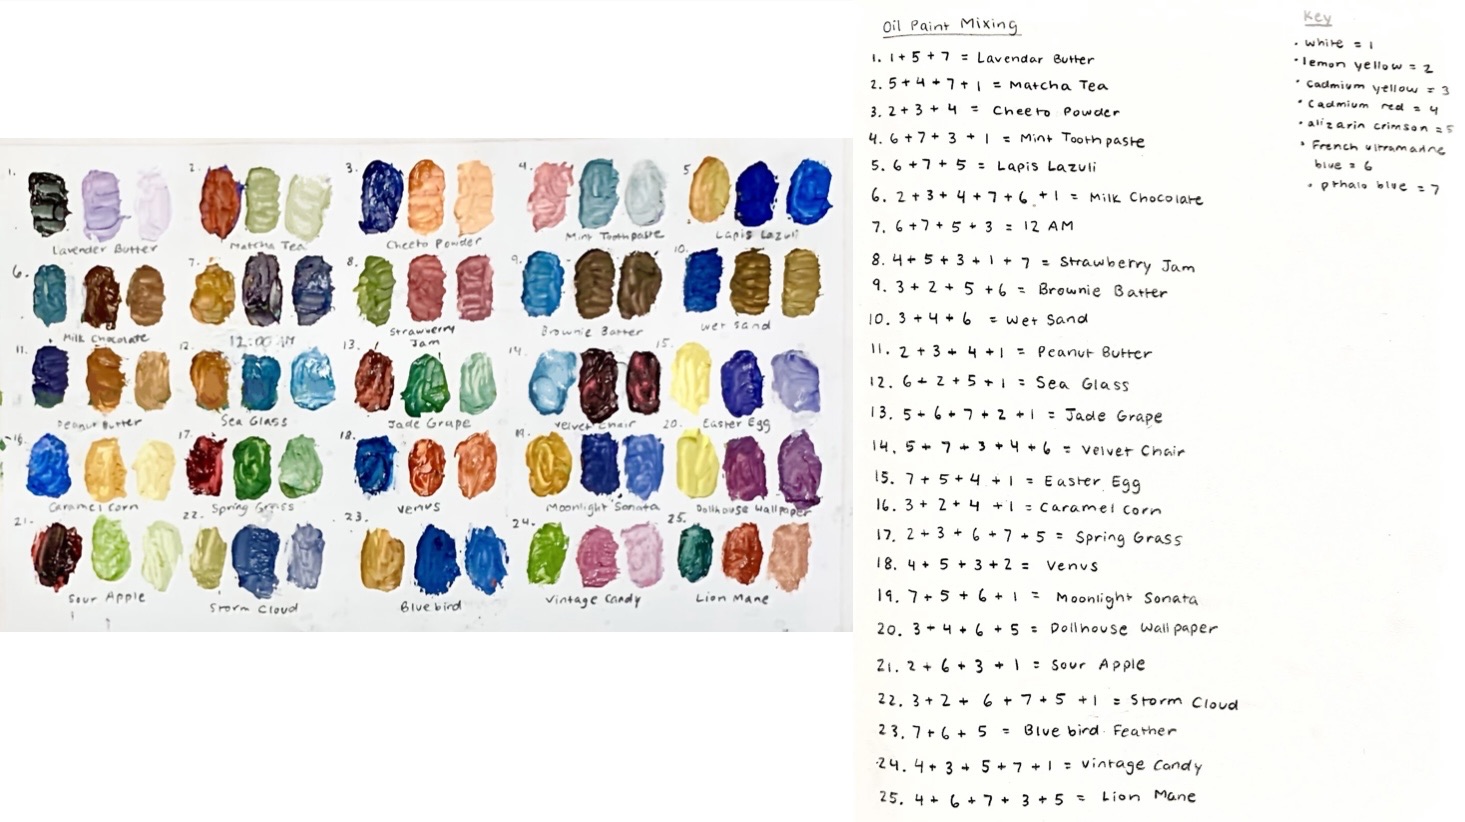 1.
2.
3.
4.
5
Lavender Butter
Matcha Tea
Cheeto Powder
Mint Toothpaste
Lapis Lazuli
6.
7.
8.
9.
10.
Milk Chocolate
12:00 AM
Strawberry
Jam
Brownie Batter
Wet Sand
11.
12.
13.
14.
15.
Peanut Butter
Sea Glass
Jade Grape
Velvet Chair
Easter Egg
16.
17.
18.
19.
20.
Caramel Corn
Spring Grass
Venus
Moonlight Sonata
Dollhouse Wallpaper
21.
22.
23.
24.
25.
Sour Apple
Storm Cloud
Bluebird
Vintage Candy
Lion Mane
Oil Paint Mixing
1. 1 + 5 + 7 = Lavendar Butter
2. 5 + 4 + 7 + 1 = Matcha Tea
3. 2 + 3 + 4 = Cheeto Powder
4. 6 + 7 + 3 + 1 = Mint Toothpaste
5. 6 + 7 + 5 = Lapis Lazuli
6. 2 + 3 + 4 + 7 + 6 + 1 = Milk Chocolate
7. 6 + 7 + 5 + 3 = 12 AM
8. 4 + 5 + 3 + 1 + 7 = Strawberry Jam
9. 3 + 2 + 5 + 6 = Brownie Batter
10. 3 + 4 + 6 = Wet Sand
11. 2 + 3 + 4 + 1 = Peanut Butter
12. 6 + 2 + 5 + 1 = Sea Glass
13. 5 + 6 + 7 + 2 + 1 = Jade Grape
14. 5 + 7 + 3 + 4 + 6 = Velvet Chair
15. 7 + 5 + 4 + 1 = Easter Egg
16. 3 + 2 + 4 + 1 = Caramel Corn
17. 2 + 3 + 6 + 7 + 5 = Spring Grass
18. 4 + 5 + 3 + 2 = Venus
19. 7 + 5 + 6 + 1 = Moonlight Sonata
20. 3 + 4 + 6 + 5 = Dollhouse Wallpaper
21. 2 + 6 + 3 + 1 = Sour Apple
22. 3 + 2 + 6 + 7 + 5 + 1 = Storm Cloud
23. 7 + 6 + 5 = Bluebird Feather
24. 4 + 3 + 5 + 7 + 1 = Vintage Candy
25. 4 + 6 + 7 + 3 + 5 = Lion Mane
Key
• white = 1
• lemon yellow = 2
• Cadmium yellow = 3
• Cadmium red = 4
• alizarin crimson = 5
• French ultramarine
blue = 6
• pthalo blue = 7